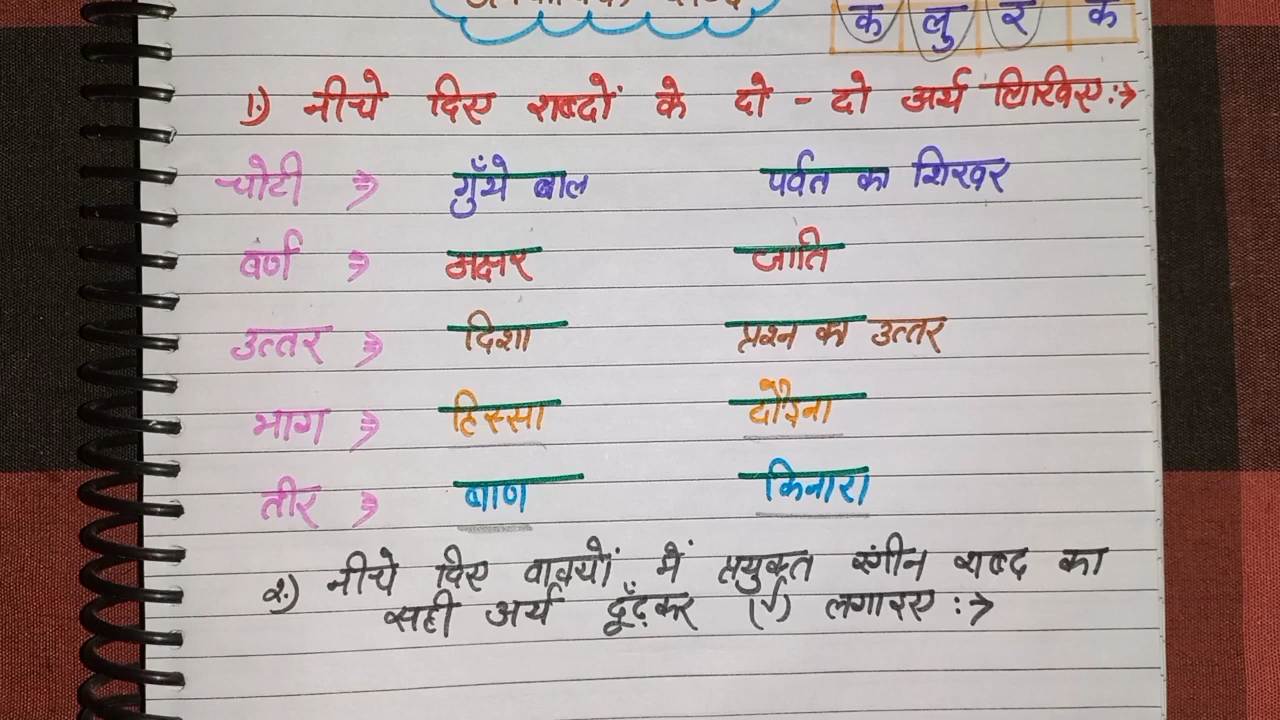 क लु र क
1.) नीचे दिए शब्दों के दो - दो अर्थ लिखिए :→
चोटी ⇒ गुँथे बाल पर्वत का शिखर
वर्ण ⇒ अक्षर जाति
उत्तर ⇒ दिशा प्रश्न का उत्तर
भाग ⇒ हिस्सा दौड़ना
तीर ⇒ बाण किनारा
२.) नीचे दिए वाक्यों में प्रयुक्त रंगीन शब्द का
सही अर्थ ढूँढ़कर (✓) लगाइए :→